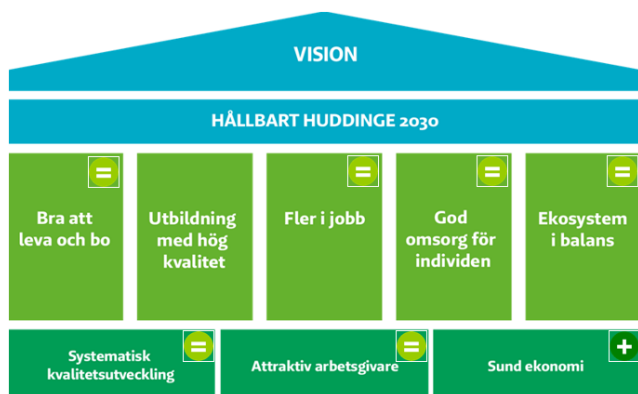 VISION
HÅLLBART HUDDINGE 2030
=
Bra att
leva och bo
Utbildning
med hög
kvalitet
=
Fler i jobb
=
God
omsorg för
individen
=
Ekosystem
i balans
=
Systematisk
kvalitetsutveckling
=
Attraktiv arbetsgivare
+
Sund ekonomi